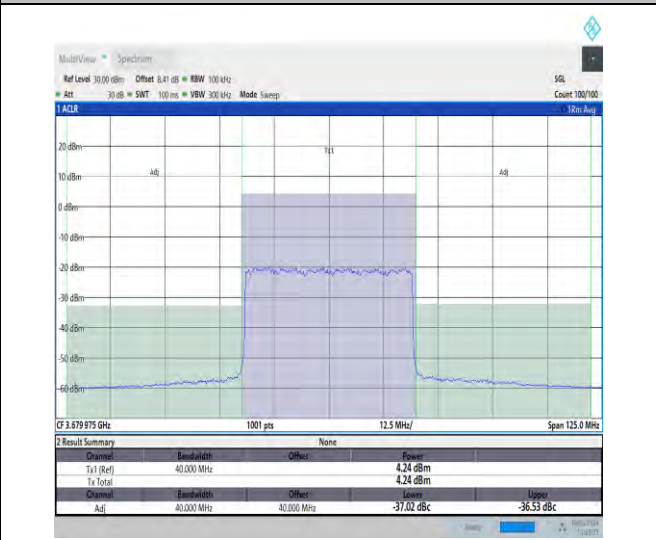 MultiView Spectrum
Ref Level 30.00 dBm Offset 8.41 dB RBW 100 kHz SGL
Att 30 dB SWT 100 ms VBW 300 kHz Mode Sweep Count 100/100
1 ACLR 1Rm Avg
20 dBm
Tx1
Adj Adj
10 dBm
0 dBm
-10 dBm
-20 dBm
-30 dBm
-40 dBm
-50 dBm
-60 dBm
CF 3.679 975 GHz 1001 pts 12.5 MHz/ Span 125.0 MHz
2 Result Summary None
Channel Bandwidth Offset Power
Tx1 (Ref) 40.000 MHz 4.24 dBm
Tx Total 4.24 dBm
Channel Bandwidth Offset Lower Upper
Adj 40.000 MHz 40.000 MHz -37.02 dBc -36.53 dBc